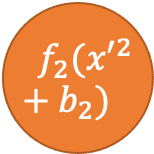 f₂(x′²
+ b₂)